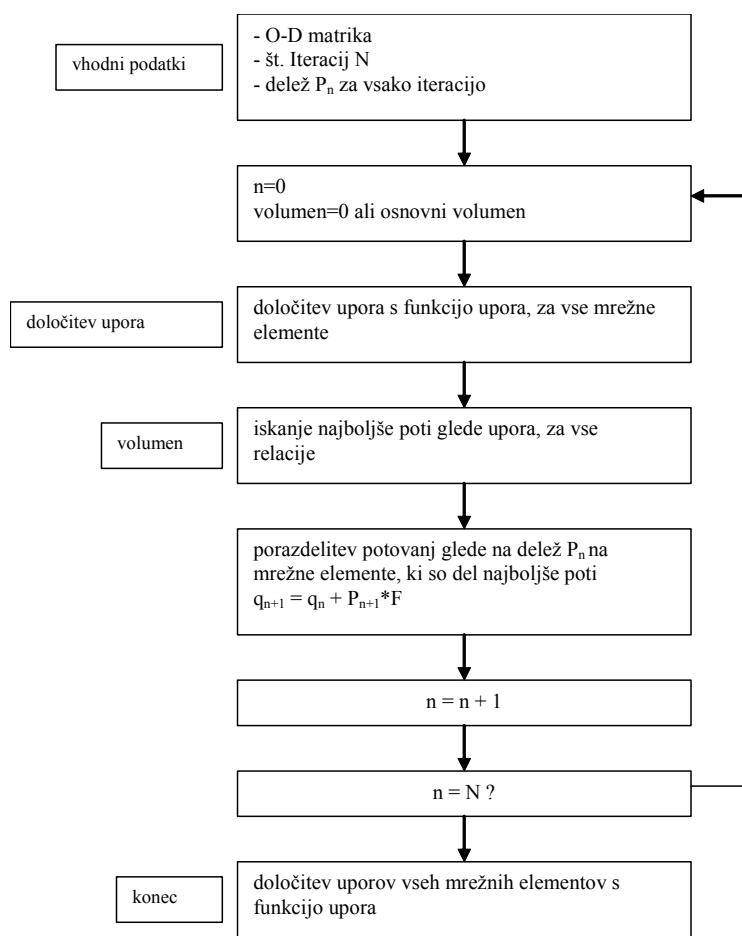 vhodni podatki
- O-D matrika
- št. Iteracij N
- delež Pn za vsako iteracijo
n=0
volumen=0 ali osnovni volumen
določitev upora
določitev upora s funkcijo upora, za vse mrežne
elemente
volumen
iskanje najboljše poti glede upora, za vse
relacije
porazdelitev potovanj glede na delež Pn na
mrežne elemente, ki so del najboljše poti
qn+1 = qn + Pn+1*F
n = n + 1
n = N ?
konec
določitev uporov vseh mrežnih elementov s
funkcijo upora